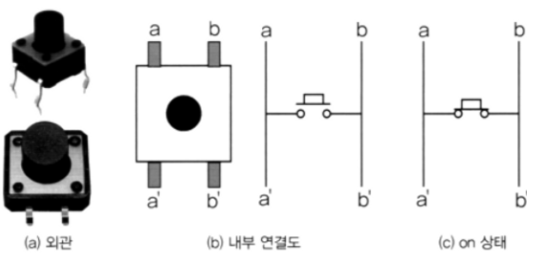 a b a b a b
a' b' a' b' a' b'
(a) 외관 (b) 내부 연결도 (c) on 상태